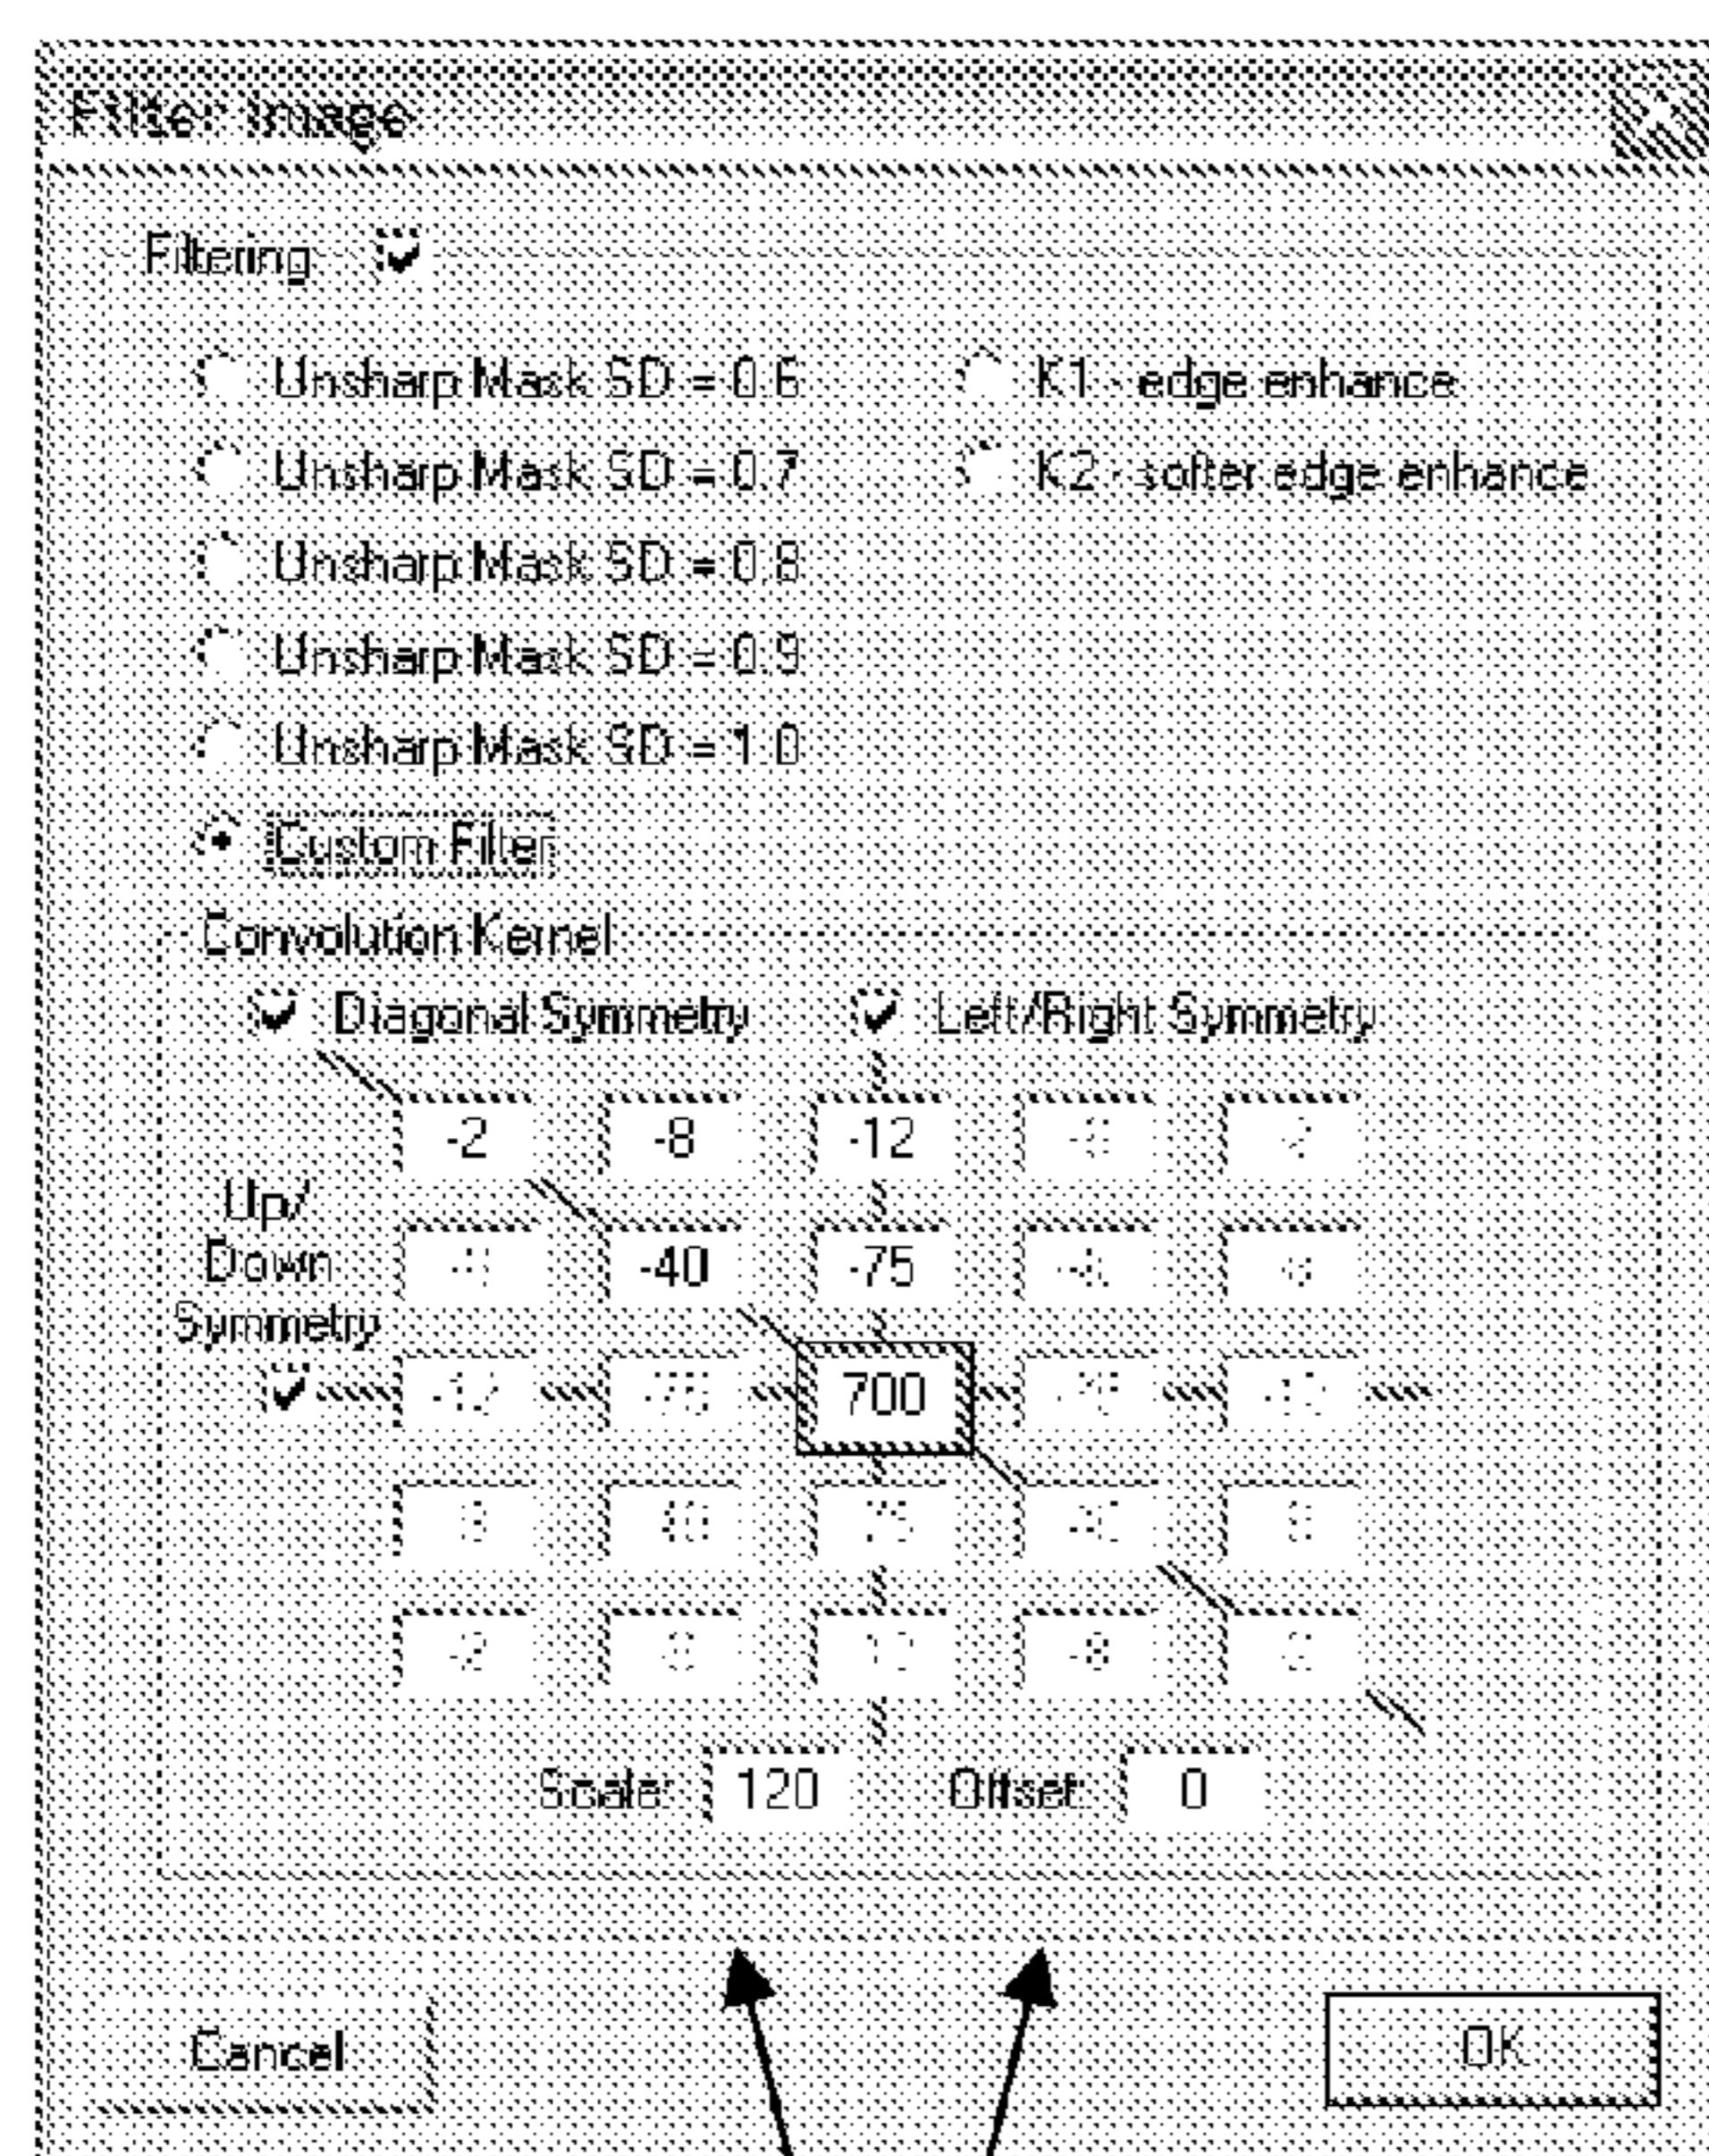 Filter Image
Filtering
Unsharp Mask SD = 0.6
K1 - edge enhance
Unsharp Mask SD = 0.7
K2 - softer edge enhance
Unsharp Mask SD = 0.8
Unsharp Mask SD = 0.9
Unsharp Mask SD = 1.0
Custom Filter
Convolution Kernel
Diagonal Symmetry
Left/Right Symmetry
-2 -8 -12
Up/
Down
Symmetry
-40 -75
700
-2 -8
Scale: 120 Offset: 0
Cancel
OK